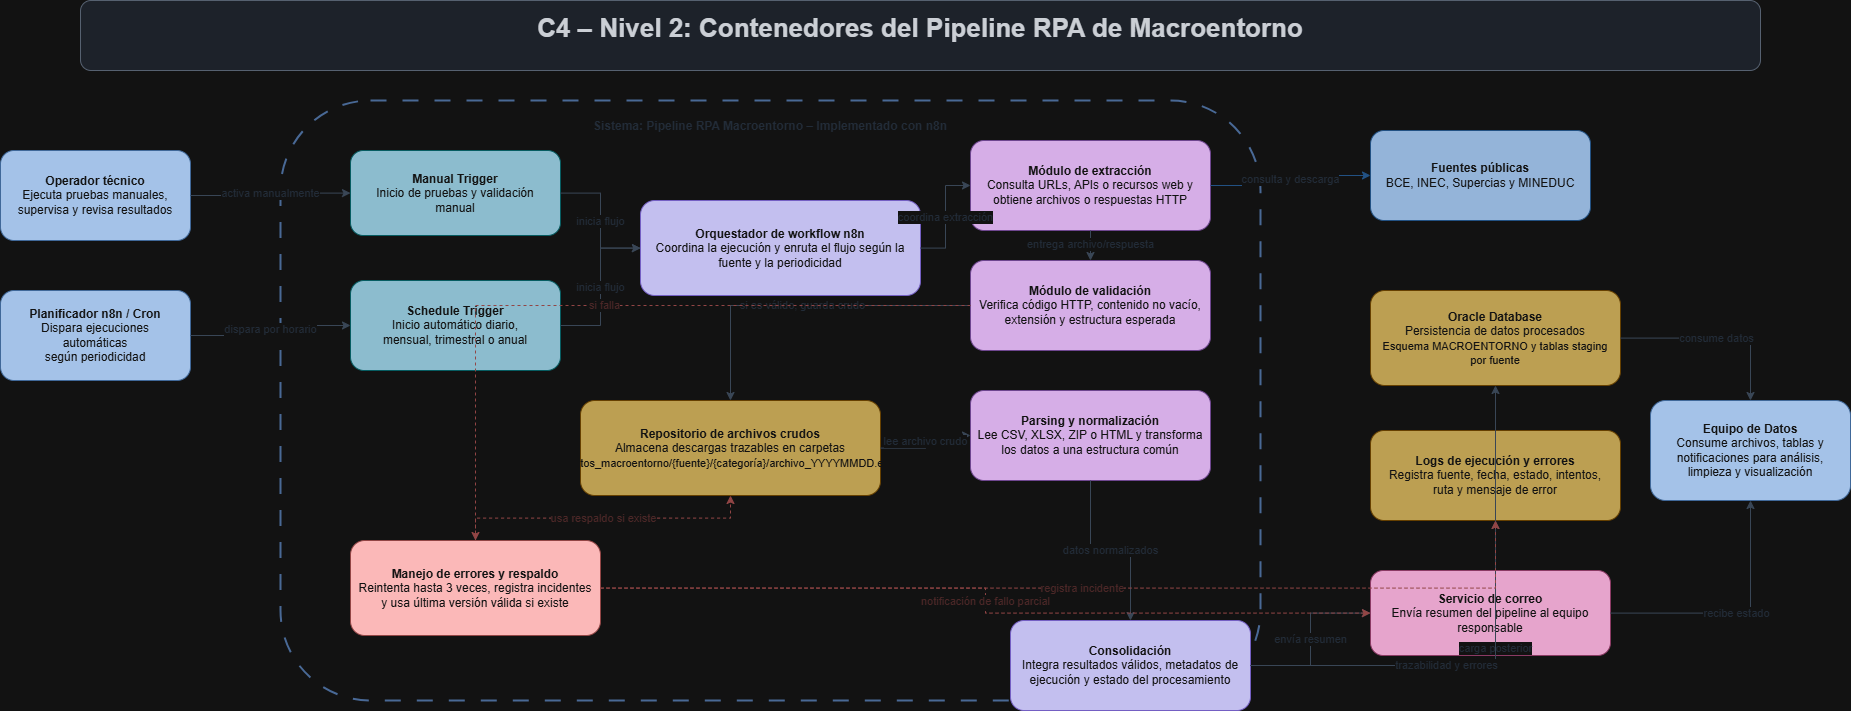 C4 – Nivel 2: Contenedores del Pipeline RPA de Macroentorno
Sistema: Pipeline RPA Macroentorno – Implementado con n8n
Operador técnico
Ejecuta pruebas manuales,
supervisa y revisa resultados
activa manualmente
Manual Trigger
Inicio de pruebas y validación
manual
inicia flujo
Planificador n8n / Cron
Dispara ejecuciones
automáticas
según periodicidad
dispara por horario
Schedule Trigger
Inicio automático diario,
mensual, trimestral o anual
inicia flujo
Orquestador de workflow n8n
Coordina la ejecución y enruta el flujo según la
fuente y la periodicidad
coordina extracción
Módulo de extracción
Consulta URLs, APIs o recursos web y
obtiene archivos o respuestas HTTP
consulta y descarga
Fuentes públicas
BCE, INEC, Supercias y MINEDUC
entrega archivo/respuesta
Módulo de validación
Verifica código HTTP, contenido no vacío,
extensión y estructura esperada
si falla
si es válido, guarda crudo
Repositorio de archivos crudos
Almacena descargas trazables en carpetas
tos_macroentorno/{fuente}/{categoría}/archivo_YYYYMMDD.e
lee archivo crudo
Parsing y normalización
Lee CSV, XLSX, ZIP o HTML y transforma
los datos a una estructura común
usa respaldo si existe
Manejo de errores y respaldo
Reintenta hasta 3 veces, registra incidentes
y usa última versión válida si existe
datos normalizados
registra incidente
notificación de fallo parcial
Consolidación
Integra resultados válidos, metadatos de
ejecución y estado del procesamiento
envía resumen
trazabilidad y errores
carga posterior
Oracle Database
Persistencia de datos procesados
Esquema MACROENTORNO y tablas staging
por fuente
consume datos
Logs de ejecución y errores
Registra fuente, fecha, estado, intentos,
ruta y mensaje de error
Servicio de correo
Envía resumen del pipeline al equipo
responsable
recibe estado
Equipo de Datos
Consume archivos, tablas y
notificaciones para análisis,
limpieza y visualización